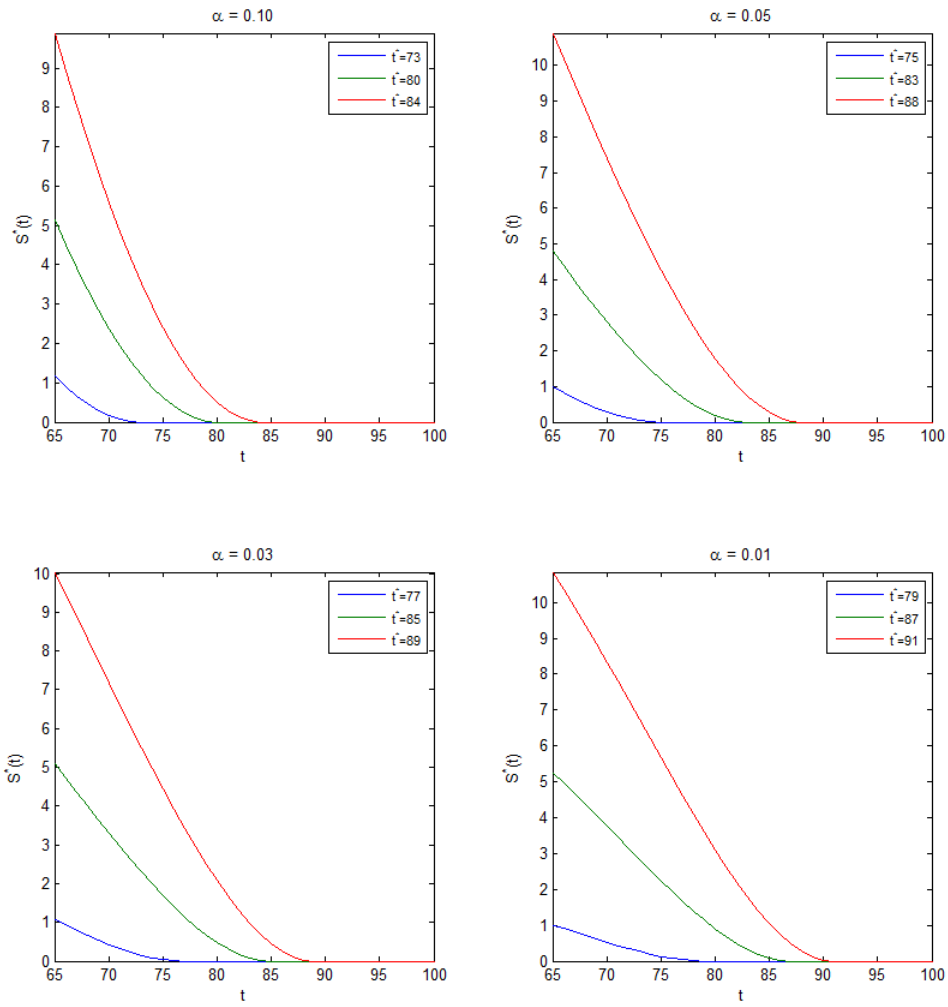 α = 0.10
t^=73
t^=80
t^=84
9
8
7
6
5
4
3
2
1
0
S*(t)
65 70 75 80 85 90 95 100
t
α = 0.05
t^=75
t^=83
t^=88
10
9
8
7
6
5
4
3
2
1
0
S*(t)
65 70 75 80 85 90 95 100
t
α = 0.03
t^=77
t^=85
t^=89
10
9
8
7
6
5
4
3
2
1
0
S*(t)
65 70 75 80 85 90 95 100
t
α = 0.01
t^=79
t^=87
t^=91
10
9
8
7
6
5
4
3
2
1
0
S*(t)
65 70 75 80 85 90 95 100
t